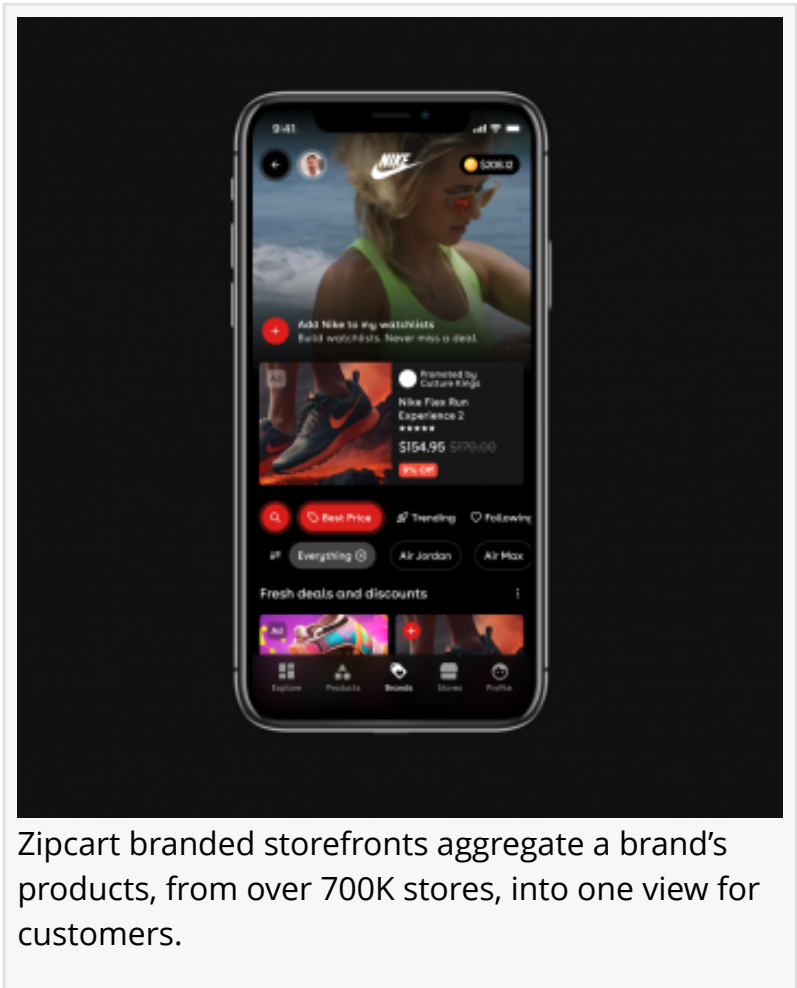 9:41
NIKE
$208.12
Add Nike to my watchlists
Build watchlists. Never miss a deal.
Ad
Promoted by
Culture Kings
Nike Flex Run
Experience 2
$154.95 $170.00
9% Off
Best Price
Trending
Following
Everything
Air Jordan
Air Max
Fresh deals and discounts
Ad
Explore
Products
Brands
Stores
Profile
Zipcart branded storefronts aggregate a brand’s
products, from over 700K stores, into one view for
customers.